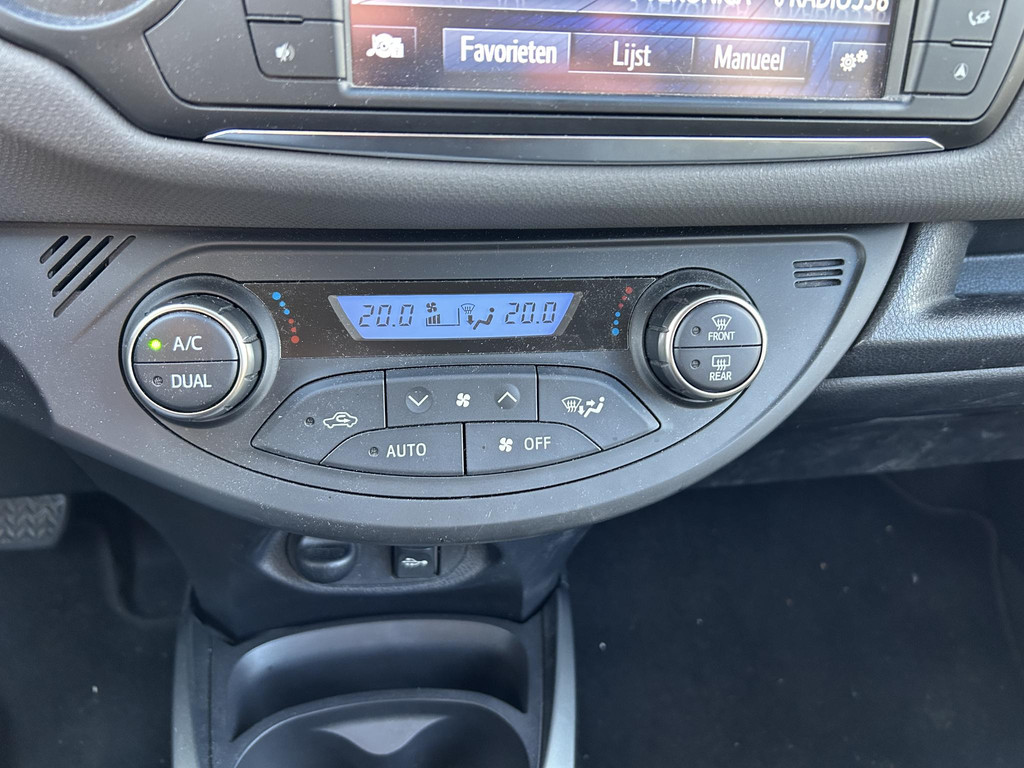 Favorieten Lijst Manueel
20.0 20.0
A/C
DUAL
FRONT
REAR
AUTO
OFF